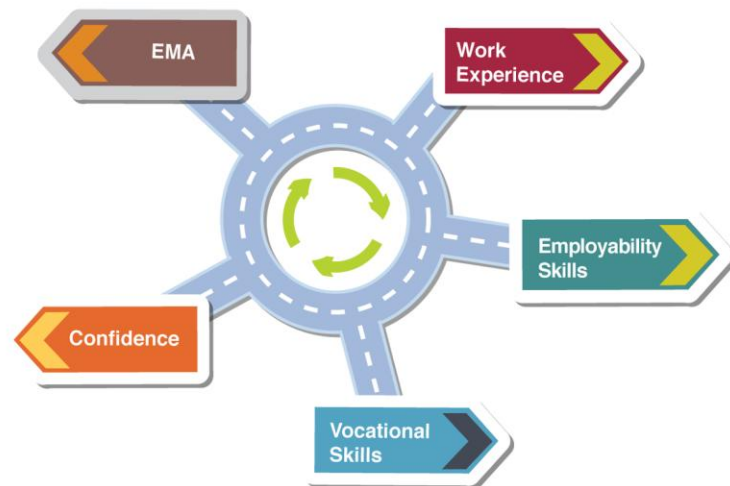 EMA
Work
Experience
Employability
Skills
Confidence
Vocational
Skills